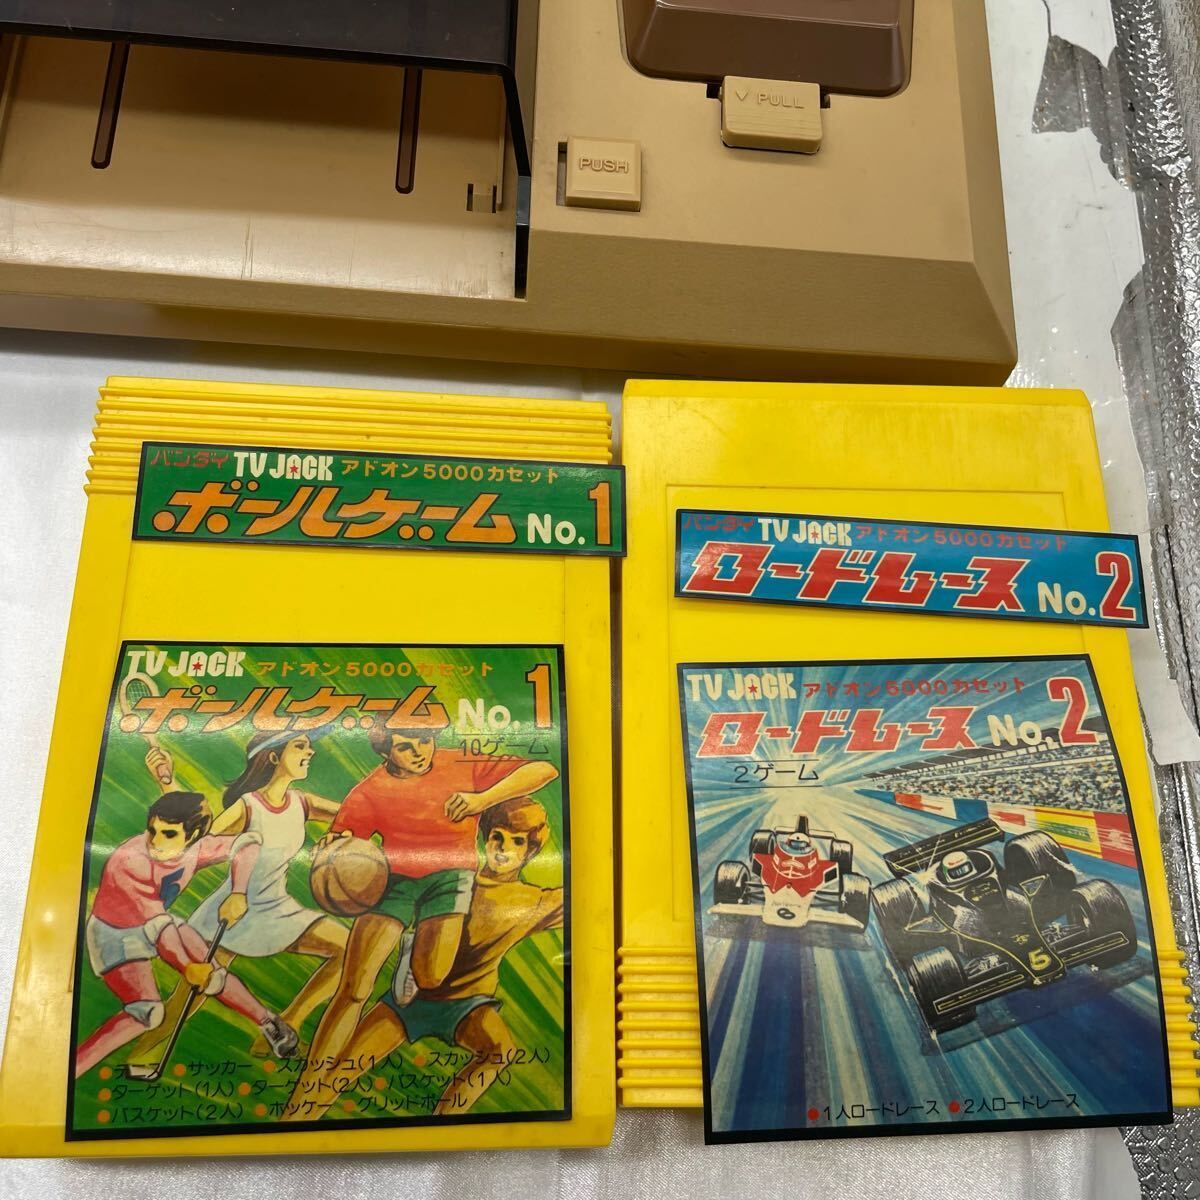 PULL
PUSH
バンダイ TV JACK アドオン5000カセット
ボールゲーム No.1
バンダイ TV JACK アドオン5000カセット
ロードレース No.2
TV JACK アドオン5000カセット
ボールゲーム No.1
10ゲーム
●テニス ●サッカー ●スカッシュ(1人) ●スカッシュ(2人)
●ターゲット(1人) ●ターゲット(2人) ●バスケット(1人)
●バスケット(2人) ●ホッケー ●グリッドボール
TV JACK アドオン5000カセット
ロードレース No.2
2ゲーム
5
●1人ロードレース ●2人ロードレース